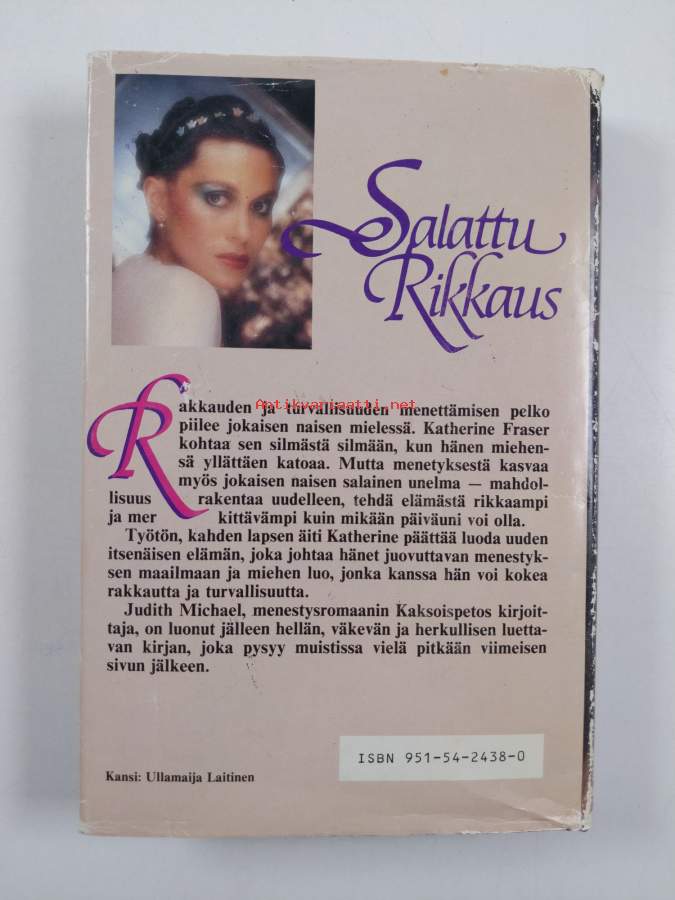 Salattu
Rikkaus
Rakkauden ja turvallisuuden menettämisen pelko
Antikvariaatti.net
piilee jokaisen naisen mielessä. Katherine Fraser
kohtaa sen silmästä silmään, kun hänen miehen-
sä yllättäen katoaa. Mutta menetyksestä kasvaa
myös jokaisen naisen salainen unelma — mahdol-
lisuus rakentaa uudelleen, tehdä elämästä rikkaampi
ja mer kittävämpi kuin mikään päiväuni voi olla.
Työtön, kahden lapsen äiti Katherine päättää luoda uuden
itsenäisen elämän, joka johtaa hänet juovuttavan menestyk-
sen maailmaan ja miehen luo, jonka kanssa hän voi kokea
rakkautta ja turvallisuutta.
Judith Michael, menestysromaanin Kaksoispetos kirjoit-
taja, on luonut jälleen hellän, väkevän ja herkullisen luetta-
van kirjan, joka pysyy muistissa vielä pitkään viimeisen
sivun jälkeen.
ISBN 951-54-2438-0
Kansi: Ullamaija Laitinen